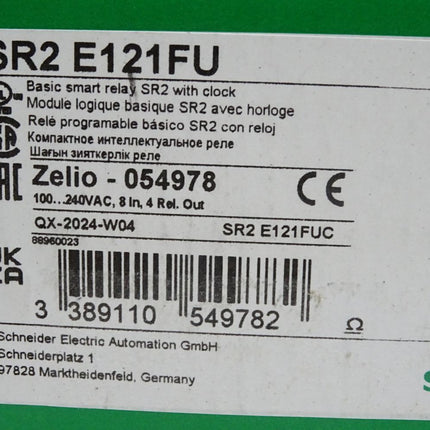 SR2 E121FU
Basic smart relay SR2 with clock
Module logique basique SR2 avec horloge
Relé programable básico SR2 con reloj
Компактное интеллектуальное реле
Шағын зияткерлік реле
Zelio - 054978 CE
100...240VAC, 8 In, 4 Rel. Out
QX-2024-W04 SR2 E121FUC
88960023
3 389110 549782 Ω
Schneider Electric Automation GmbH
Schneiderplatz 1
97828 Marktheidenfeld, Germany